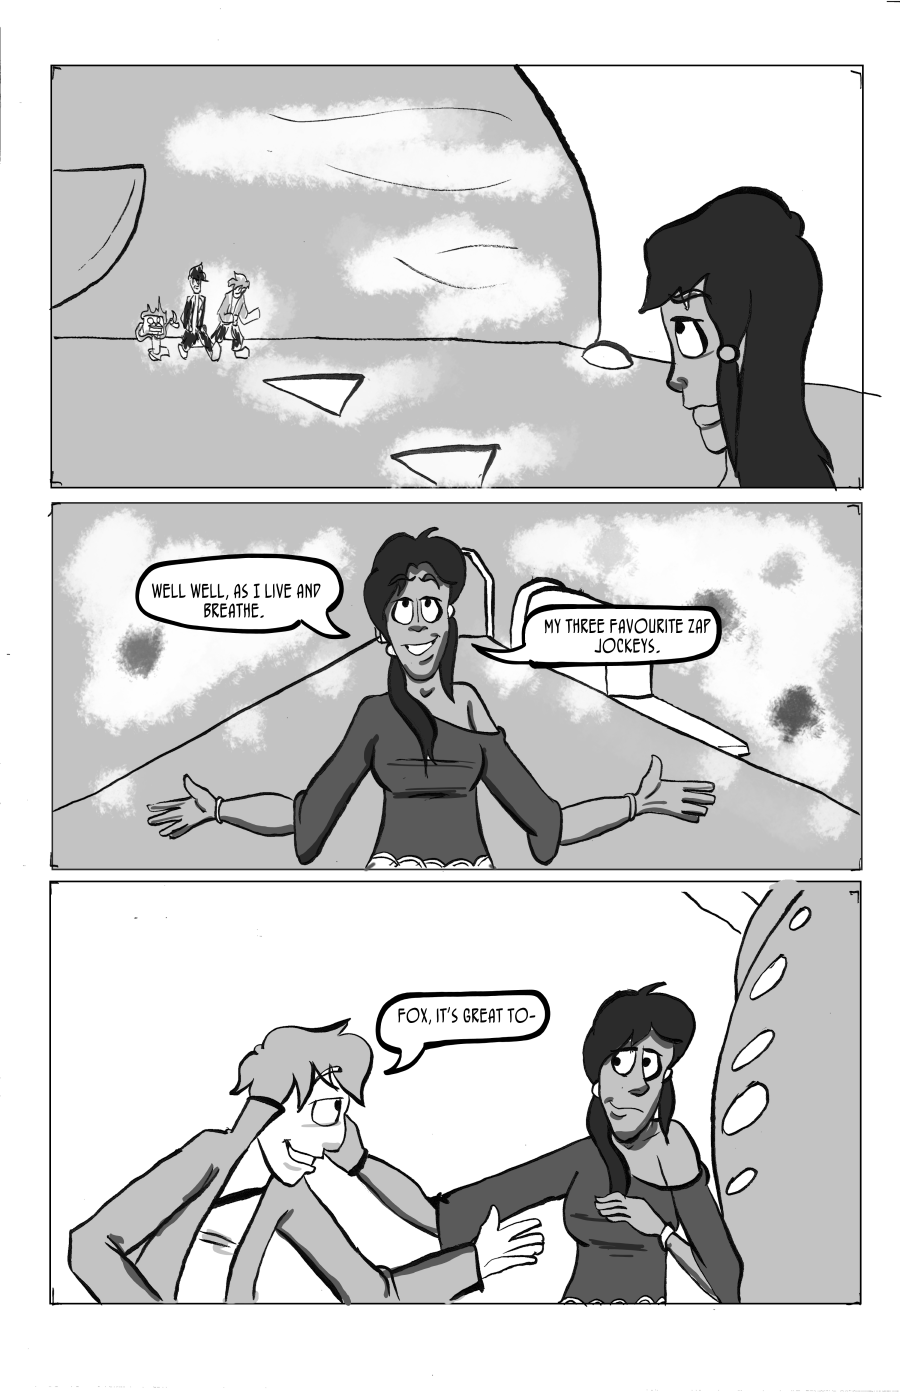 WELL WELL, AS I LIVE AND
BREATHE.
MY THREE FAVOURITE ZAP
JOCKEYS.
FOX, IT'S GREAT TO-